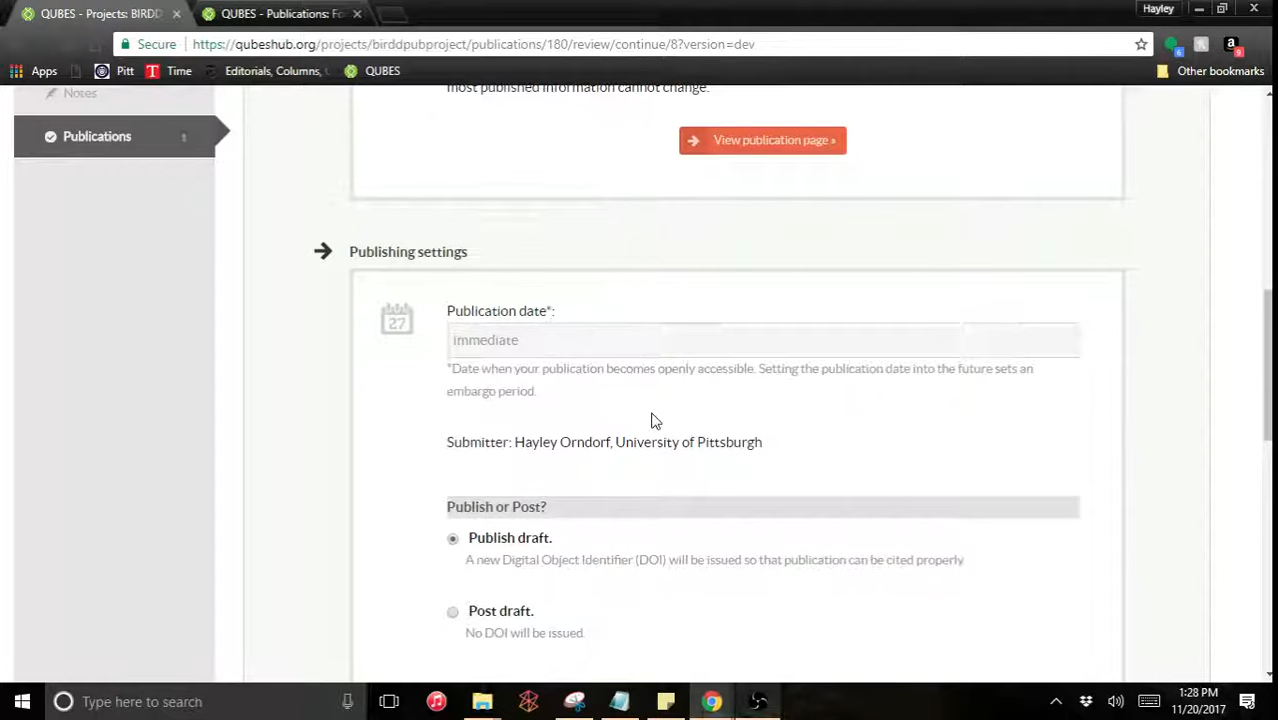 QUBES - Projects: BIRDD
QUBES - Publications: Fo
Hayley
Secure https://qubeshub.org/projects/birddpubproject/publications/180/review/continue/8?version=dev
6
9
Apps
Pitt
Time
Editorials, Columns,
QUBES
Other bookmarks
Notes
most published information cannot change.
Publications
View publication page »
Publishing settings
27
Publication date*:
immediate
*Date when your publication becomes openly accessible. Setting the publication date into the future sets an
embargo period.
Submitter: Hayley Orndorf, University of Pittsburgh
Publish or Post?
Publish draft.
A new Digital Object Identifier (DOI) will be issued so that publication can be cited properly
Post draft.
No DOI will be issued.
Type here to search
1:28 PM
11/20/2017